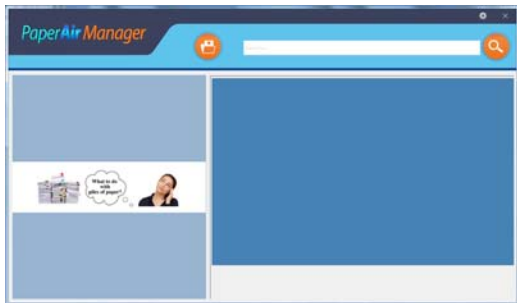 PaperAir Manager
What to do
with
piles of paper?